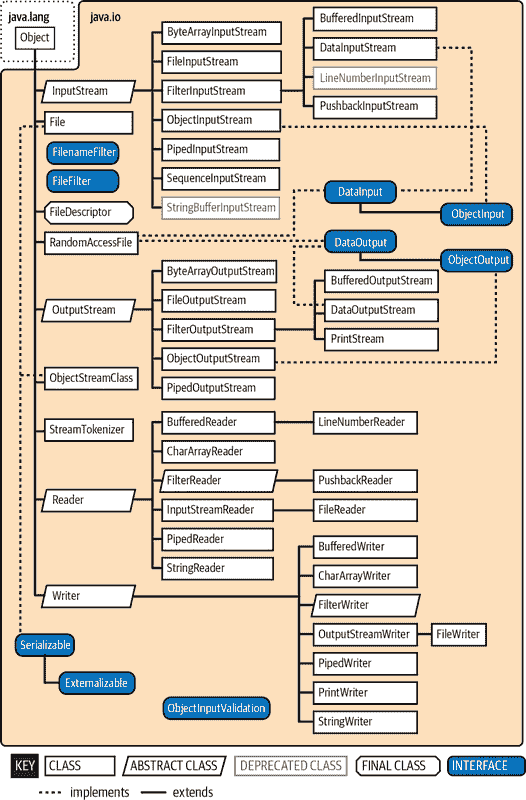 java.lang
java.io
Object
InputStream
File
FilenameFilter
FileFilter
FileDescriptor
RandomAccessFile
OutputStream
ObjectStreamClass
StreamTokenizer
Reader
Writer
Serializable
Externalizable
ByteArrayInputStream
FileInputStream
FilterInputStream
ObjectInputStream
PipedInputStream
SequenceInputStream
StringBufferInputStream
BufferedInputStream
DataInputStream
LineNumberInputStream
PushbackInputStream
DataInput
ObjectInput
DataOutput
ObjectOutput
ByteArrayOutputStream
FileOutputStream
FilterOutputStream
ObjectOutputStream
PipedOutputStream
BufferedOutputStream
DataOutputStream
PrintStream
BufferedReader
CharArrayReader
FilterReader
InputStreamReader
PipedReader
StringReader
LineNumberReader
PushbackReader
FileReader
BufferedWriter
CharArrayWriter
FilterWriter
OutputStreamWriter
FileWriter
PipedWriter
PrintWriter
StringWriter
ObjectInputValidation
KEY
CLASS
ABSTRACT CLASS
DEPRECATED CLASS
FINAL CLASS
INTERFACE
implements
extends